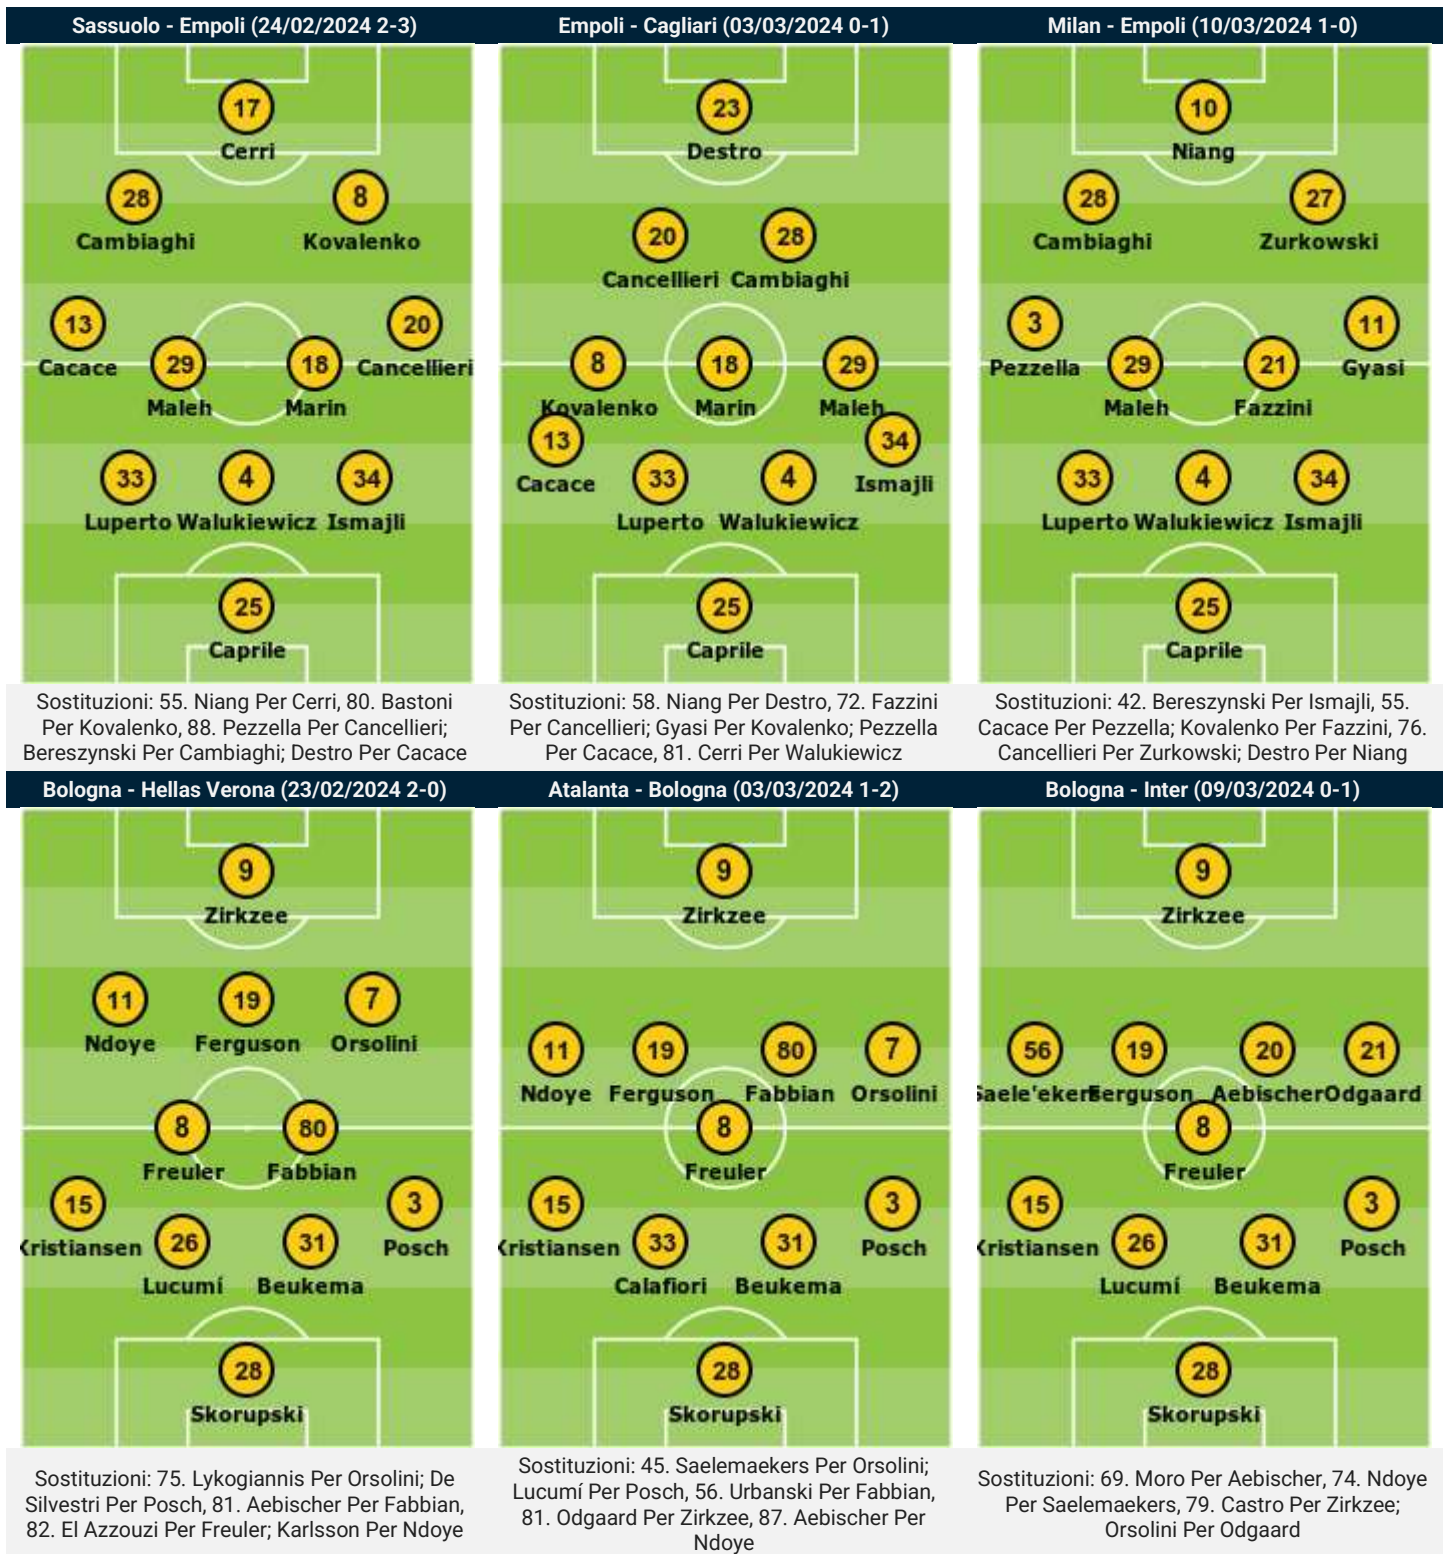 Sassuolo - Empoli (24/02/2024 2-3)
17
Cerri
28
8
Cambiaghi
Kovalenko
13
20
29
18
Cacace
Cancellieri
Maleh
Marin
33
4
34
Luperto Walukiewicz Ismajli
25
Caprile
Sostituzioni: 55. Niang Per Cerri, 80. Bastoni
Per Kovalenko, 88. Pezzella Per Cancellieri;
Bereszynski Per Cambiaghi; Destro Per Cacace
Empoli - Cagliari (03/03/2024 0-1)
23
Destro
20
28
Cancellieri Cambiaghi
8
18
29
Kovalenko
Marin
Maleh
13
34
33
4
Cacace
Ismajli
Luperto
Walukiewicz
25
Caprile
Sostituzioni: 58. Niang Per Destro, 72. Fazzini
Per Cancellieri; Gyasi Per Kovalenko; Pezzella
Per Cacace, 81. Cerri Per Walukiewicz
Milan - Empoli (10/03/2024 1-0)
10
Niang
28
27
Cambiaghi
Zurkowski
3
11
29
21
Pezzella
Gyasi
Maleh
Fazzini
33
4
34
Luperto Walukiewicz Ismajli
25
Caprile
Sostituzioni: 42. Bereszynski Per Ismajli, 55.
Cacace Per Pezzella; Kovalenko Per Fazzini, 76.
Cancellieri Per Zurkowski; Destro Per Niang
Bologna - Hellas Verona (23/02/2024 2-0)
9
Zirkzee
11
19
7
Ndoye
Ferguson
Orsolini
8
80
Freuler
Fabbian
15
3
26
31
Kristiansen
Posch
Lucumí
Beukema
28
Skorupski
Sostituzioni: 75. Lykogiannis Per Orsolini; De
Silvestri Per Posch, 81. Aebischer Per Fabbian,
82. El Azzouzi Per Freuler; Karlsson Per Ndoye
Atalanta - Bologna (03/03/2024 1-2)
9
Zirkzee
11
19
80
7
Ndoye
Ferguson
Fabbian
Orsolini
8
Freuler
15
3
33
31
Kristiansen
Posch
Calafiori
Beukema
28
Skorupski
Sostituzioni: 45. Saelemaekers Per Orsolini;
Lucumí Per Posch, 56. Urbanski Per Fabbian,
81. Odgaard Per Zirkzee, 87. Aebischer Per
Ndoye
Bologna - Inter (09/03/2024 0-1)
9
Zirkzee
56
19
20
21
Saele'ekers
Ferguson
Aebischer
Odgaard
8
Freuler
15
3
26
31
Kristiansen
Posch
Lucumí
Beukema
28
Skorupski
Sostituzioni: 69. Moro Per Aebischer, 74. Ndoye
Per Saelemaekers, 79. Castro Per Zirkzee;
Orsolini Per Odgaard